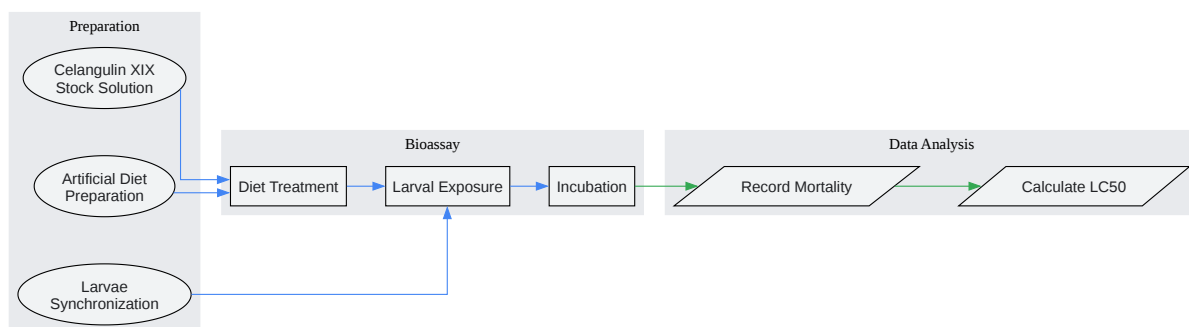 Preparation
Celangulin XIX
Stock Solution
Artificial Diet
Preparation
Larvae
Synchronization
Bioassay
Diet Treatment
Larval Exposure
Incubation
Data Analysis
Record Mortality
Calculate LC50